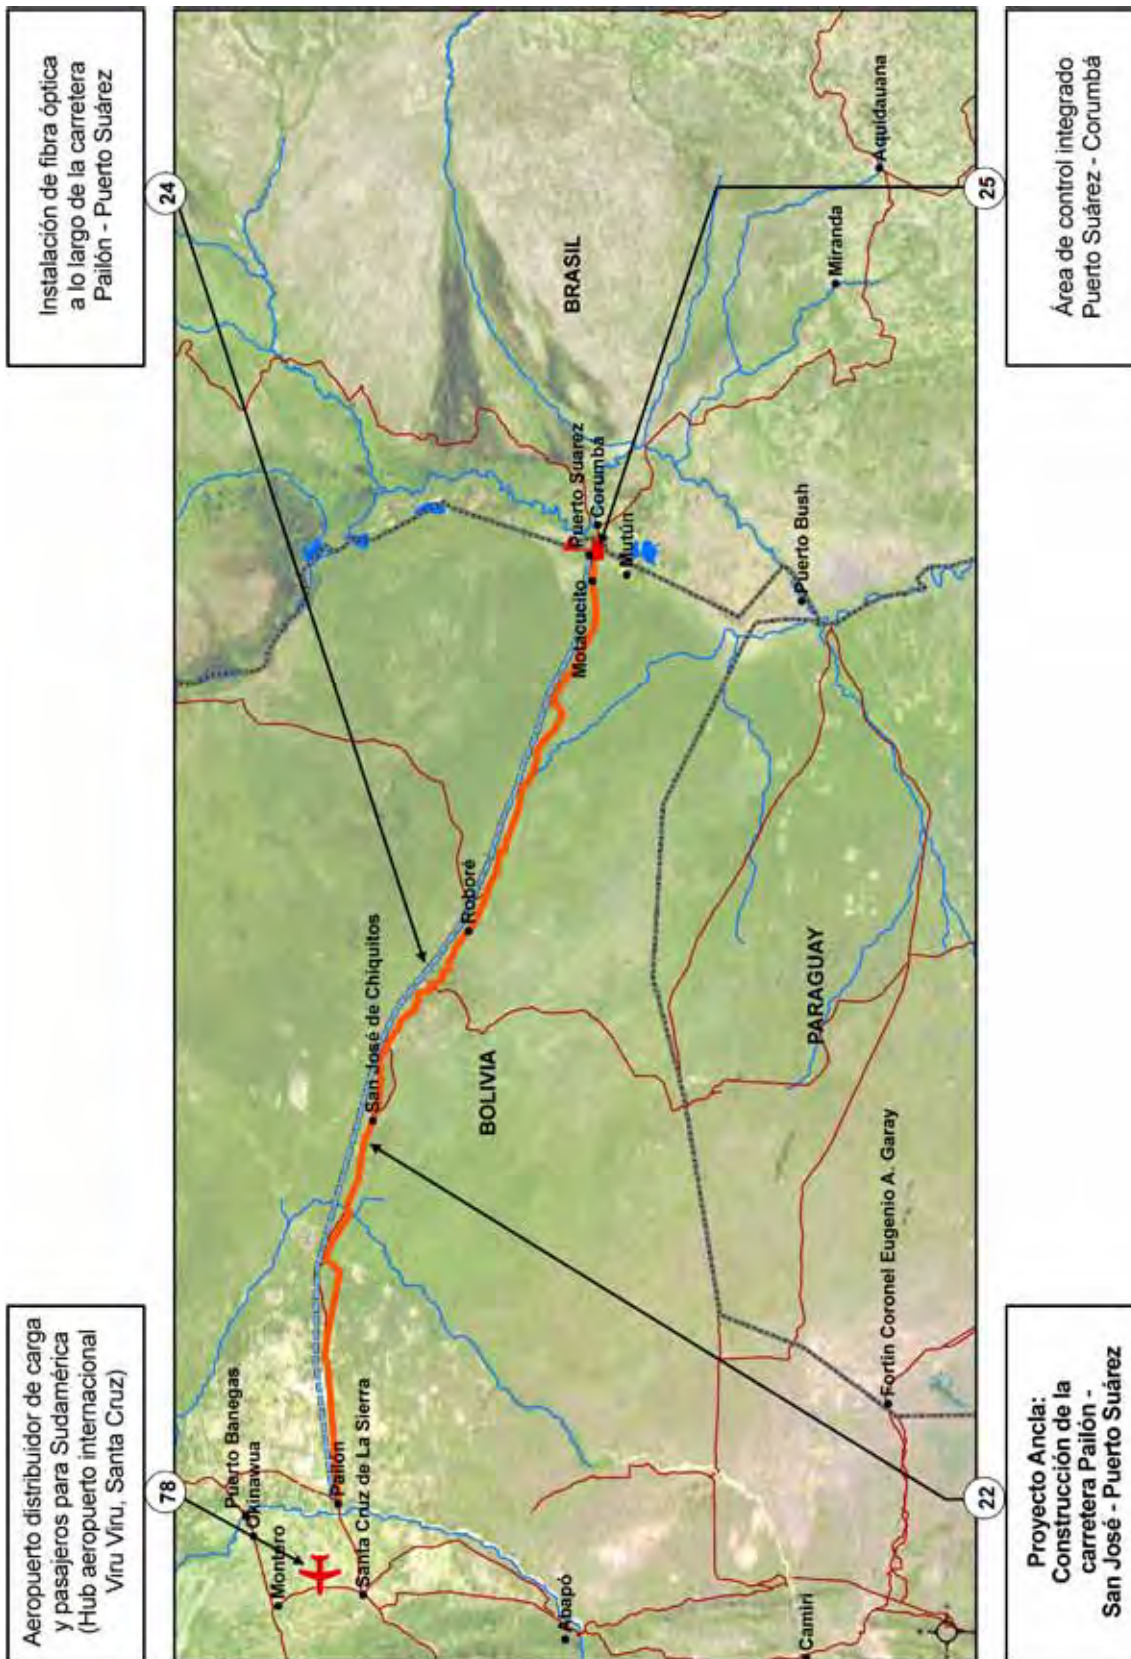 Aeropuerto distribuidor de carga
y pasajeros para Sudamérica
(Hub aeropuerto internacional
Viru Viru, Santa Cruz)
Instalación de fibra óptica
a lo largo de la carretera
Pailón - Puerto Suárez
78
24
Puerto Banegas
Okinawua
Montero
Pailón
Santa Cruz de La Sierra
Abapó
Camiri
San José de Chiquitos
Roboré
BOLIVIA
Motacucito
Puerto Suarez
Corumbá
Mutún
BRASIL
Puerto Bush
Miranda
Aquidauana
PARAGUAY
Fortin Coronel Eugenio A. Garay
22
25
Proyecto Ancla:
Construcción de la
carretera Pailón -
San José - Puerto Suárez
Área de control integrado
Puerto Suárez - Corumbá